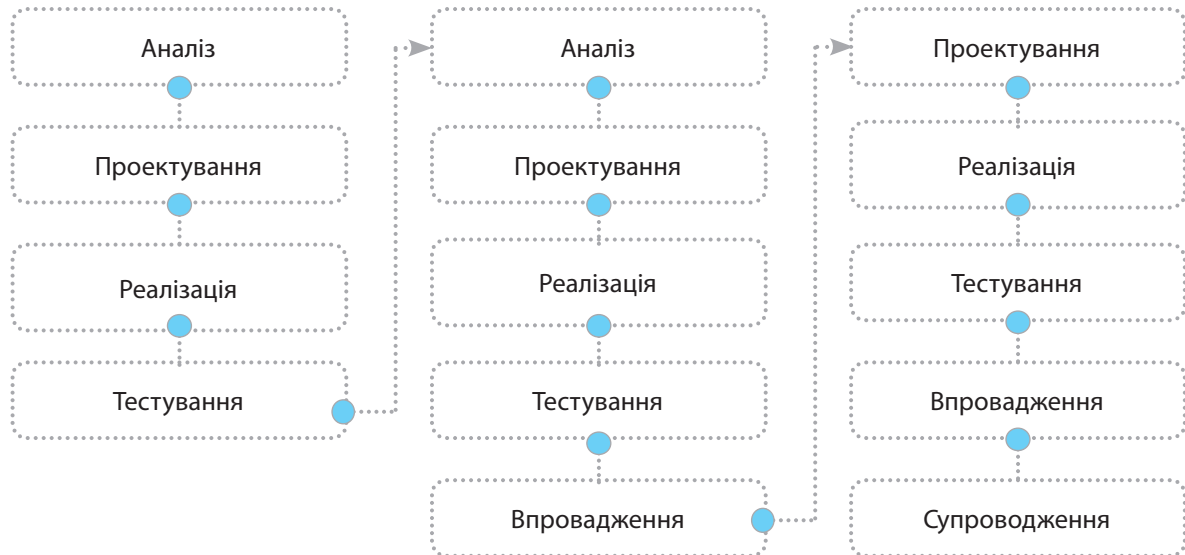 Аналіз
Проектування
Реалізація
Тестування
Аналіз
Проектування
Реалізація
Тестування
Впровадження
Проектування
Реалізація
Тестування
Впровадження
Супроводження